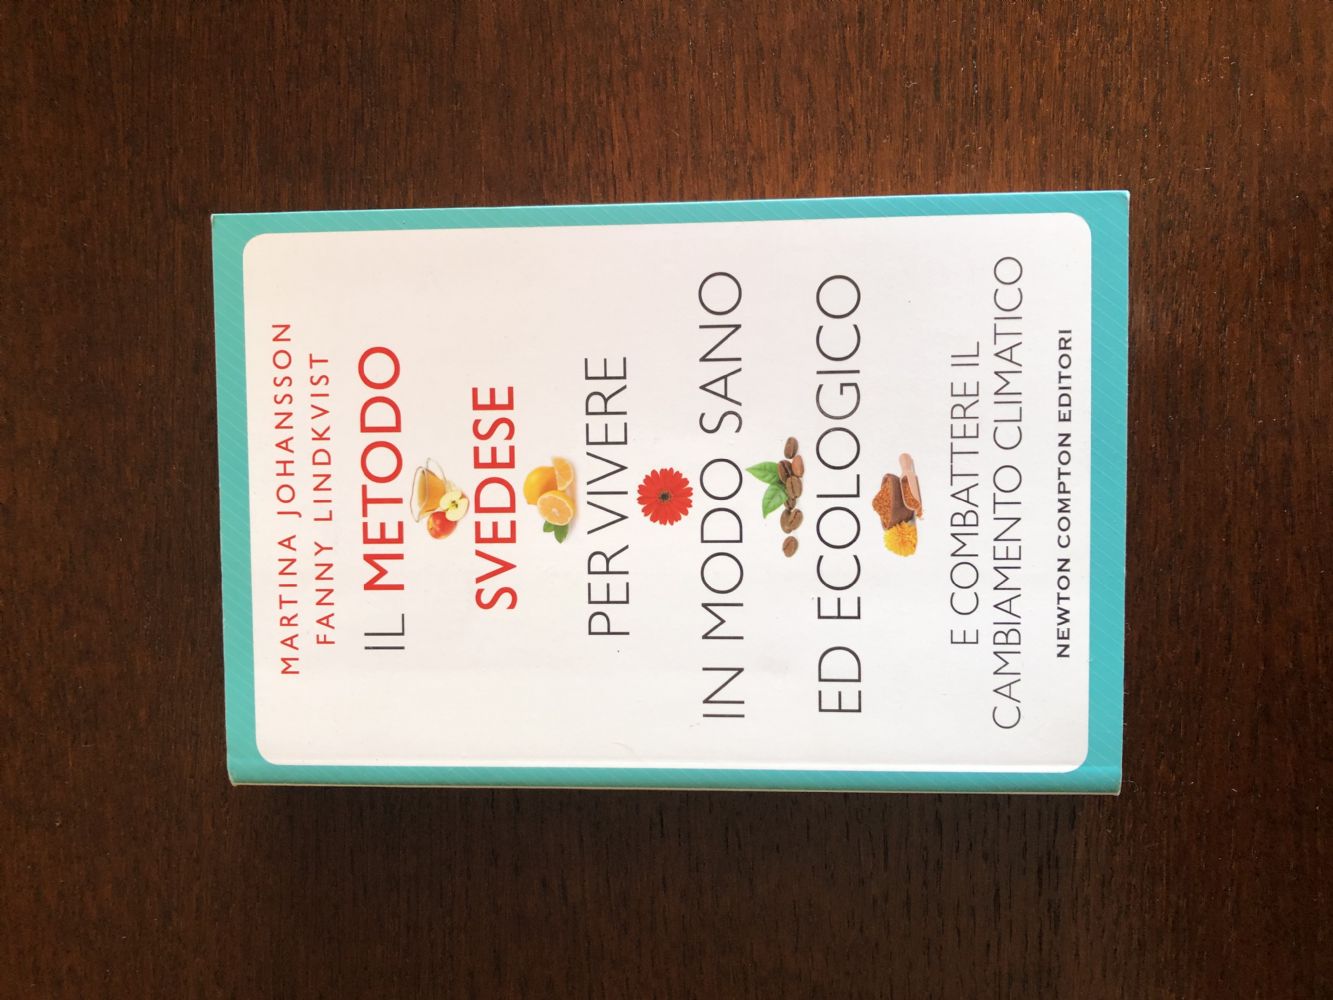 MARTINA JOHANSSON
FANNY LINDKVIST
IL METODO
SVEDESE
PER VIVERE
IN MODO SANO
ED ECOLOGICO
E COMBATTERE IL
CAMBIAMENTO CLIMATICO
NEWTON COMPTON EDITORI